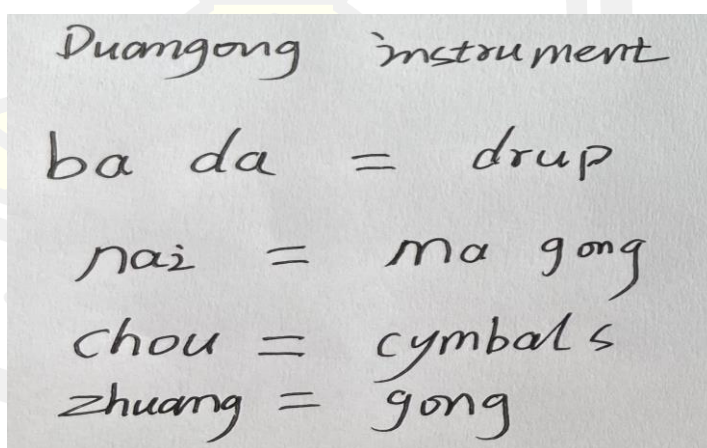 Duangong instrument
ba da = drup
nai = ma gong
chou = cymbals
zhuang = gong